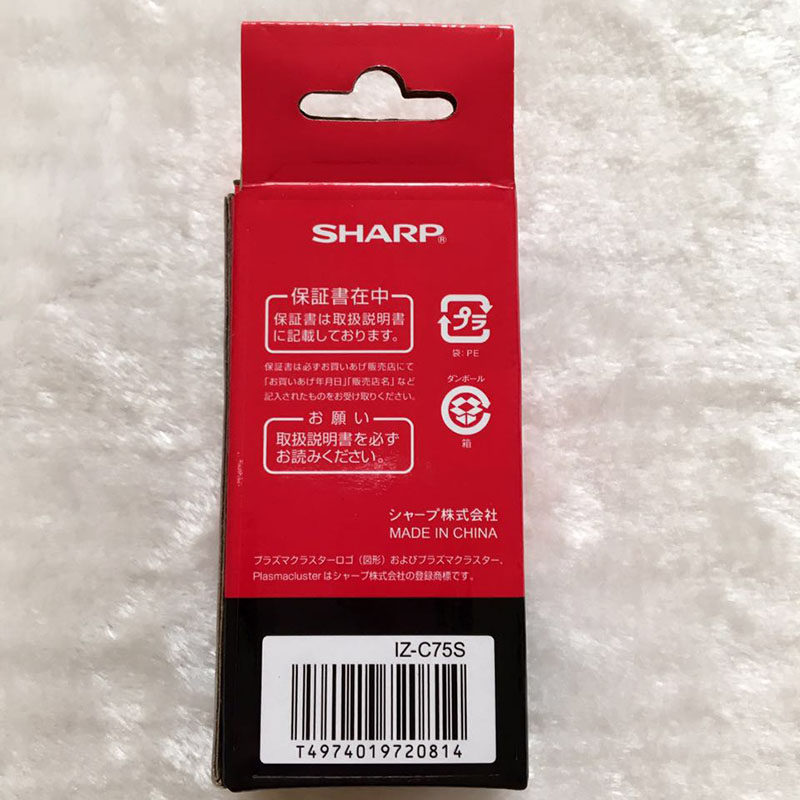 SHARP®
保証書在中
保証書は取扱説明書
に記載しております。
保証書は必ずお買いあげ販売店にて
「お買いあげ年月日」「販売店名」など
記入されたものをお受け取りください。
お願い
取扱説明書を必ず
お読みください。
プラ
袋:PE
ダンボール
箱
シャープ株式会社
MADE IN CHINA
プラズマクラスターロゴ（図形）およびプラズマクラスター、
Plasmaclusterはシャープ株式会社の登録商標です。
IZ-C75S
T4974019720814